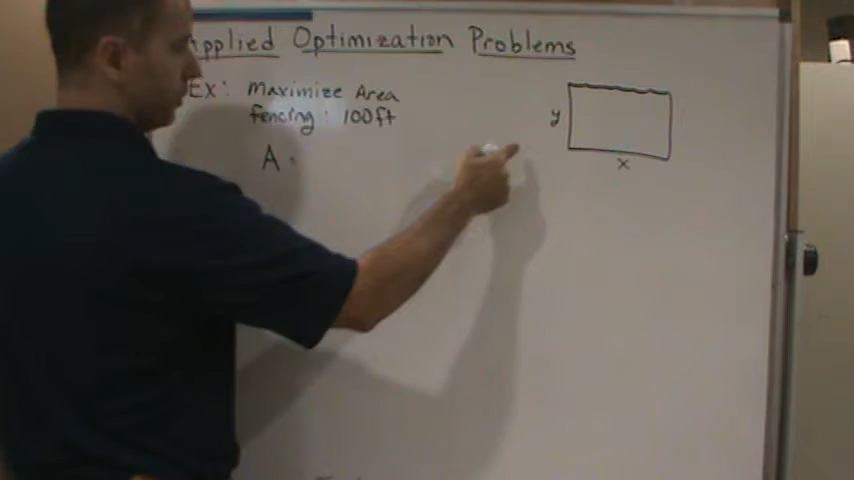 Applied Optimization Problems
EX: Maximize Area
fencing: 100ft
A
y
x